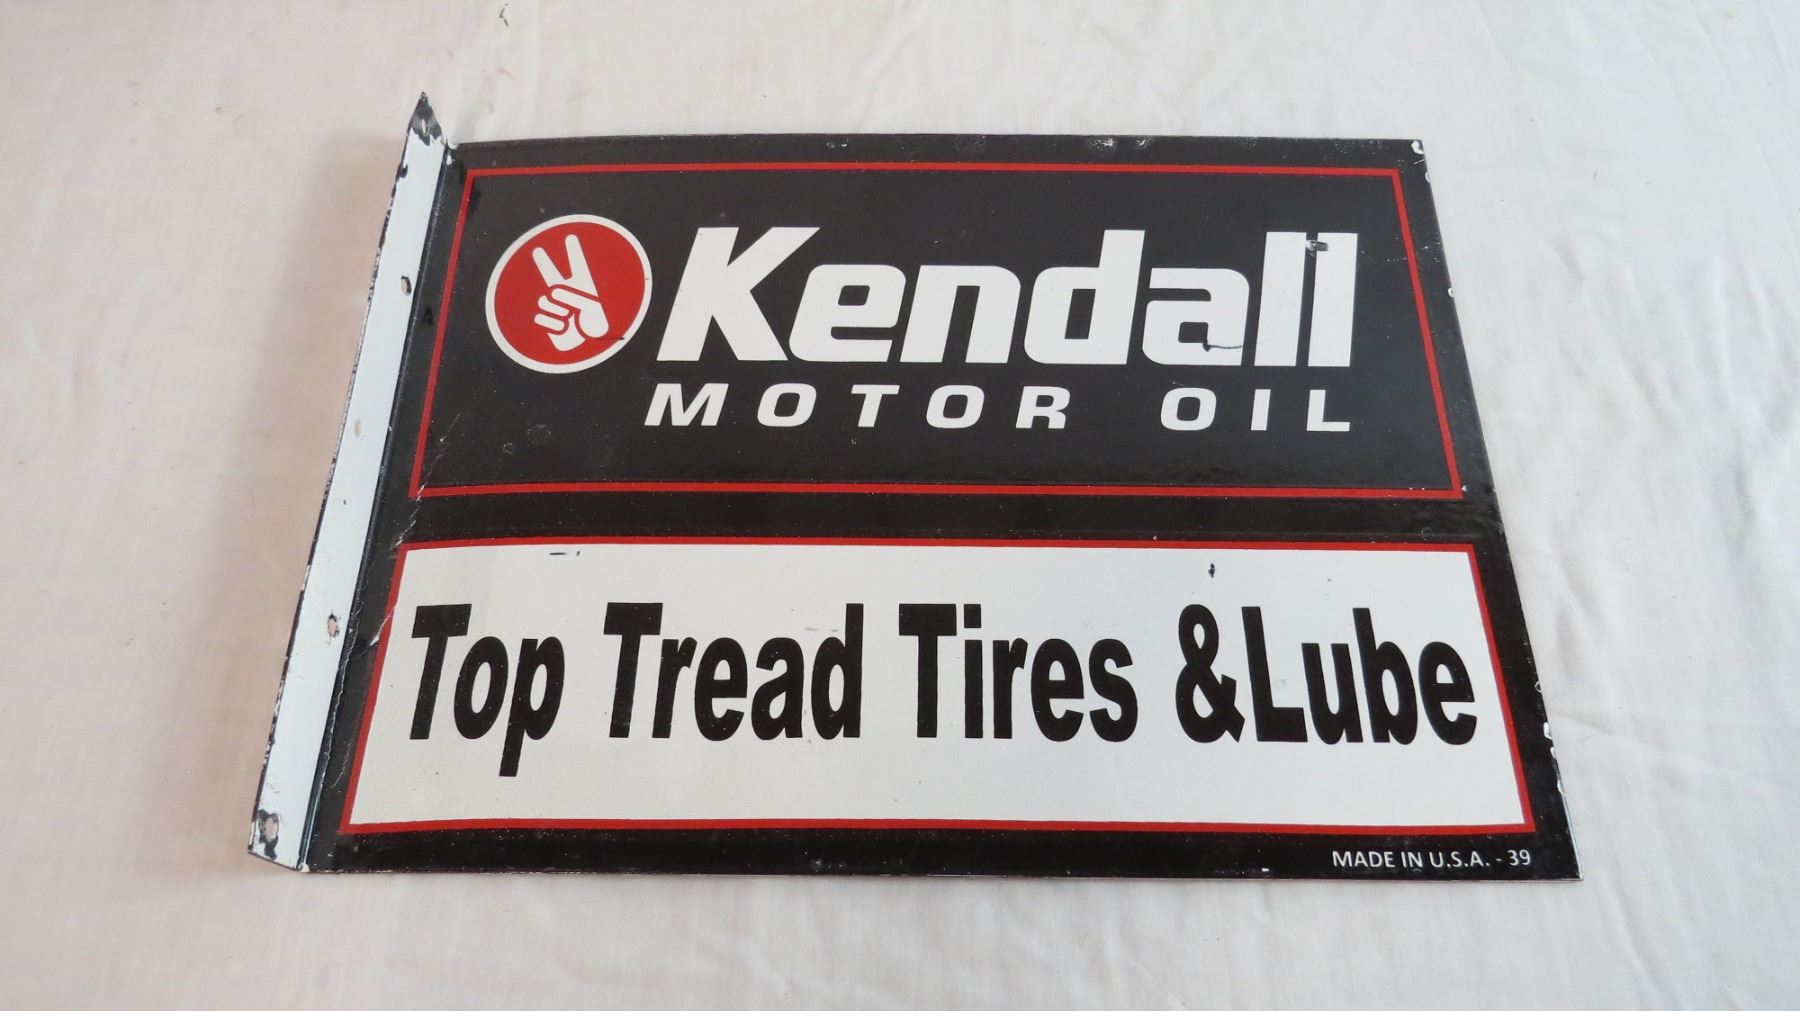 Kendall
MOTOR OIL
Top Tread Tires &Lube
MADE IN U.S.A. - 39